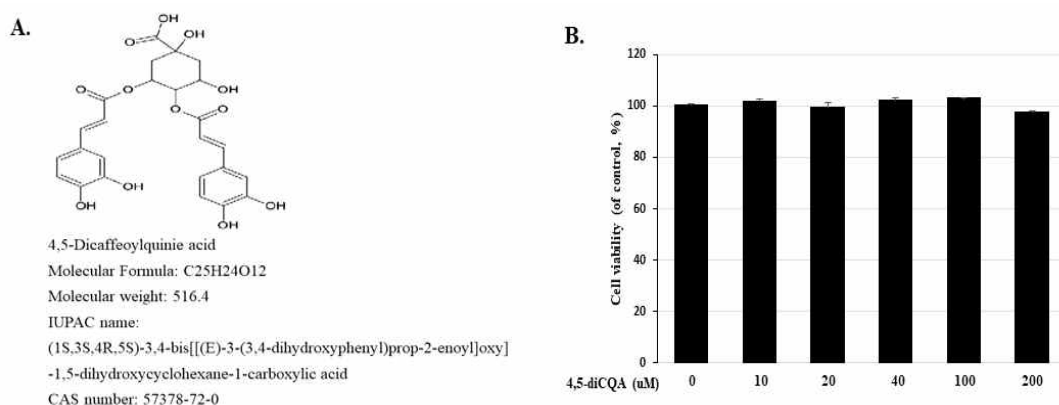 A.
OH
O
OH
O
O
OH
O
O
OH
OH
OH
OH
4,5-Dicaffeoylquinie acid
Molecular Formula: C25H24O12
Molecular weight: 516.4
IUPAC name:
(1S,3S,4R,5S)-3,4-bis[[(E)-3-(3,4-dihydroxyphenyl)prop-2-enoyl]oxy]
-1,5-dihydroxycyclohexane-1-carboxylic acid
CAS number: 57378-72-0
B.
Cell viability (of control, %)
120
100
80
60
40
20
0
4,5-diCQA (uM) 0 10 20 40 100 200